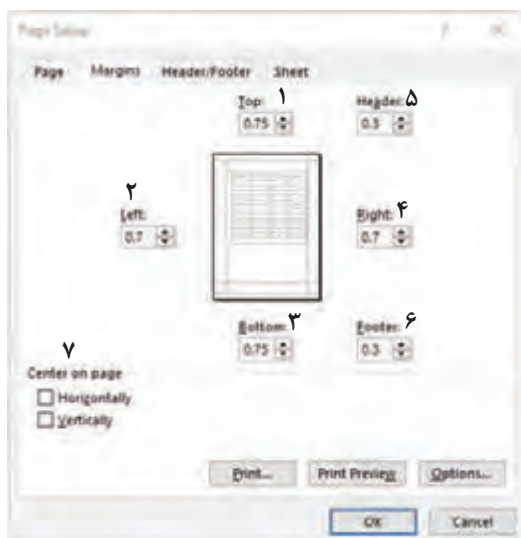 Page Setup ? ✕
Page Margins Header/Footer Sheet
Top: ۱ Header: ۵
0.75 0.3
۲
Left: Right: ۴
0.7 0.7
Bottom: ۳ Footer: ۶
0.75 0.3
۷
Center on page
Horizontally
Vertically
Print... Print Preview Options...
OK Cancel